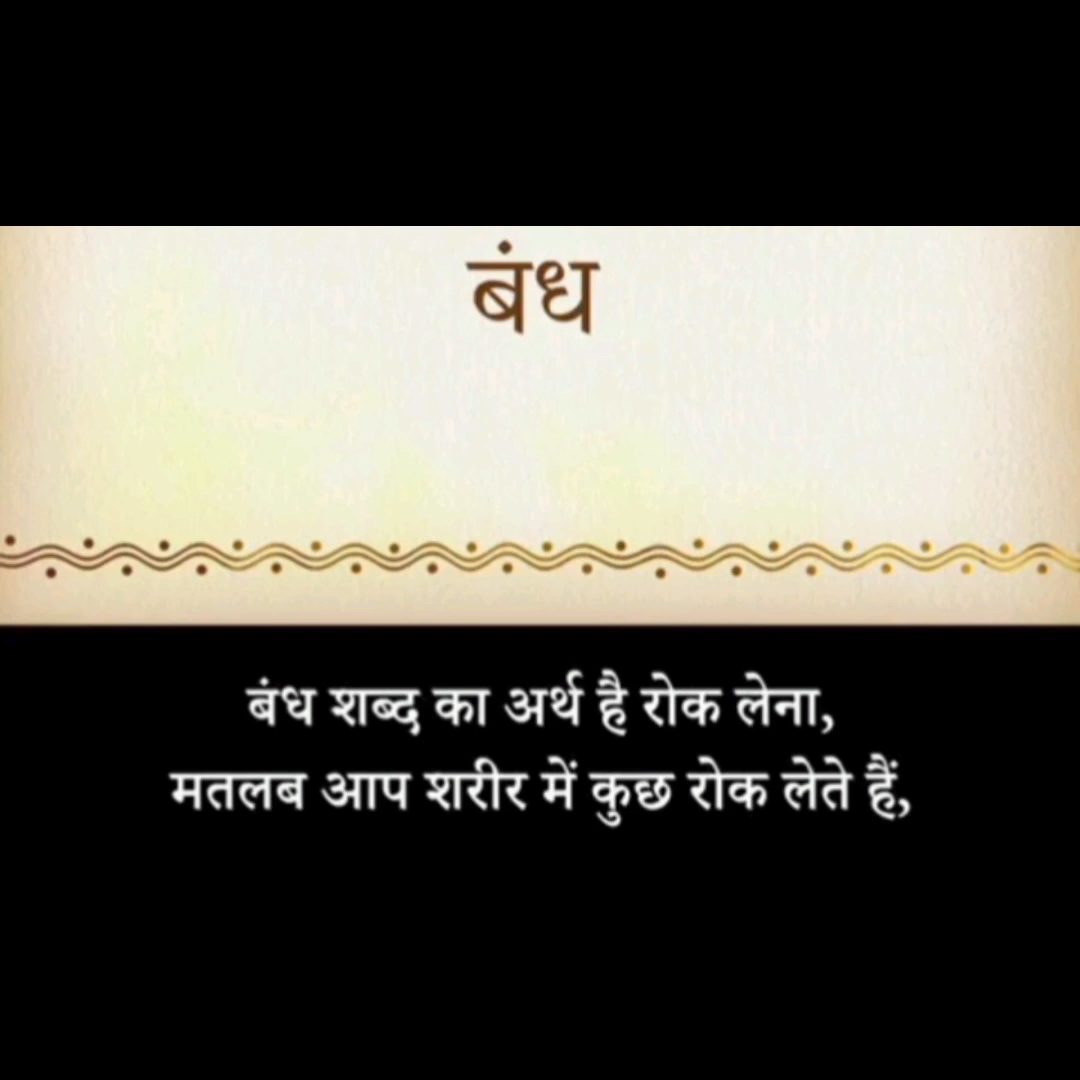 बंध
बंध शब्द का अर्थ है रोक लेना,
मतलब आप शरीर में कुछ रोक लेते हैं,